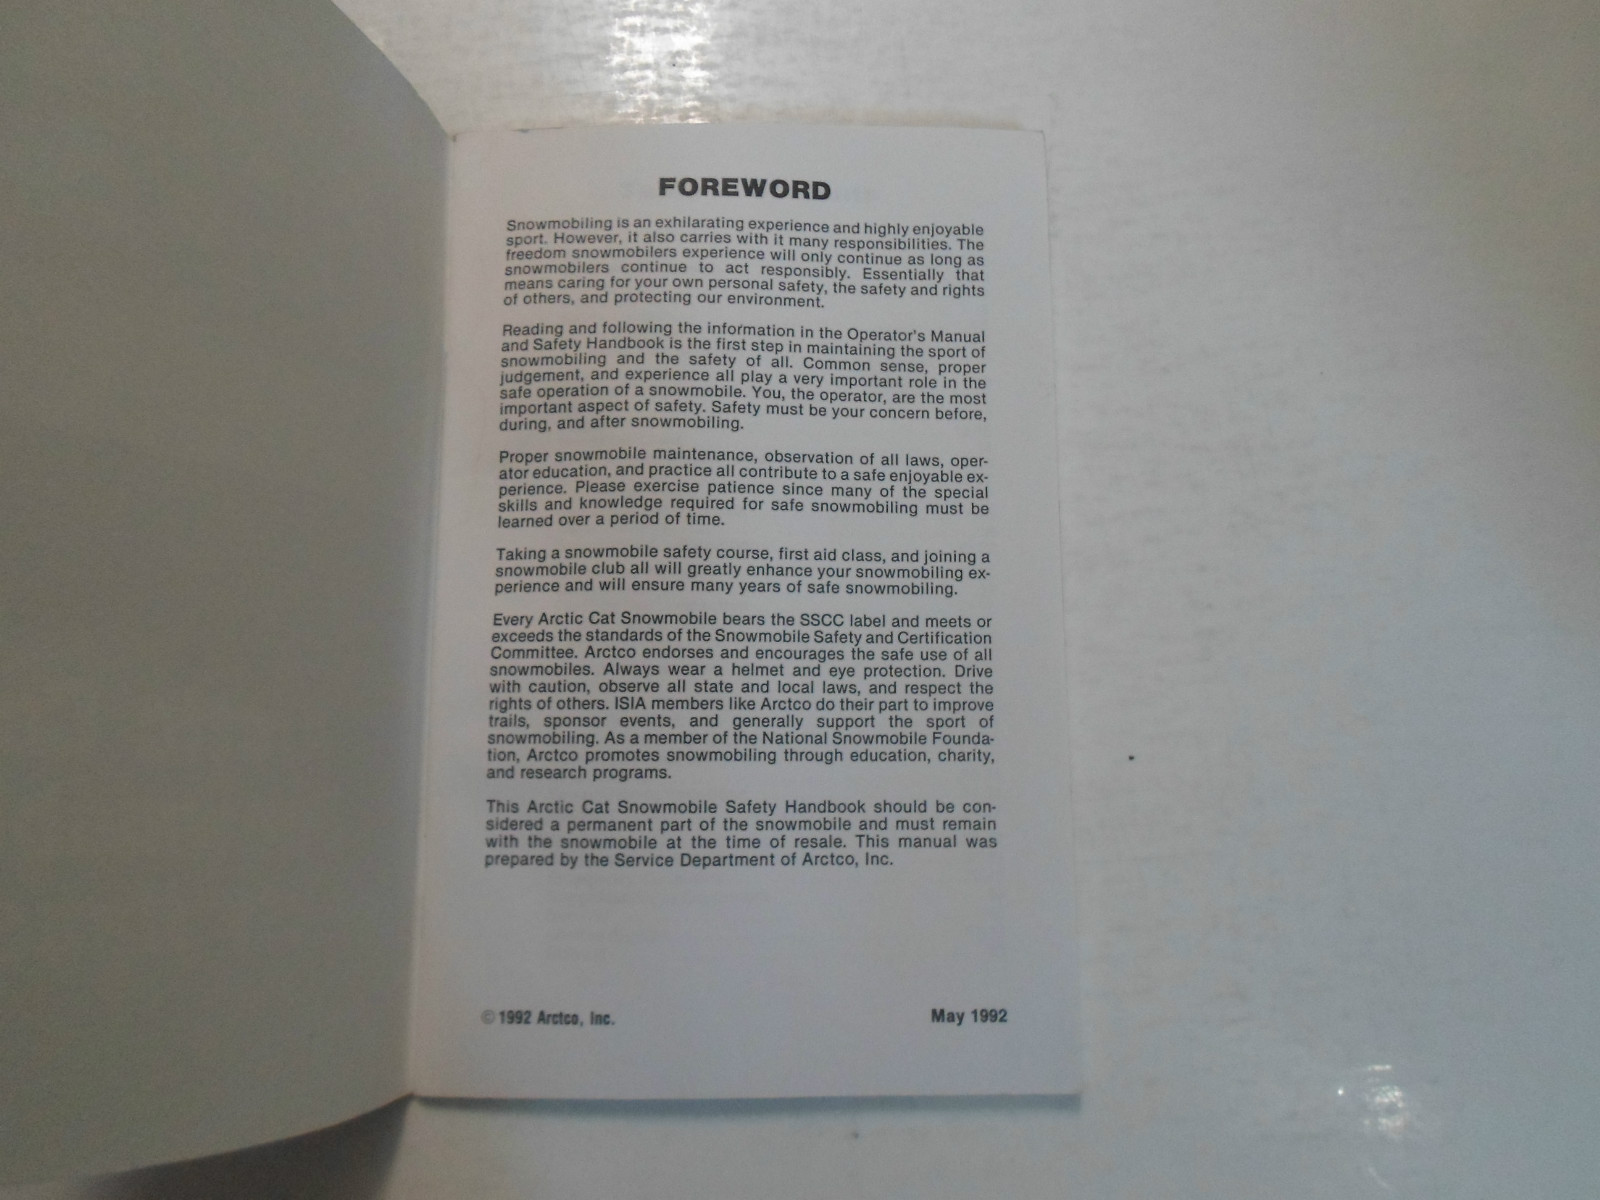 FOREWORD
Snowmobiling is an exhilarating experience and highly enjoyable
sport. However, it also carries with it many responsibilities. The
freedom snowmobilers experience will only continue as long as
snowmobilers continue to act responsibly. Essentially that
means caring for your own personal safety, the safety and rights
of others, and protecting our environment.
Reading and following the information in the Operator's Manual
and Safety Handbook is the first step in maintaining the sport of
snowmobiling and the safety of all. Common sense, proper
judgement, and experience all play a very important role in the
safe operation of a snowmobile. You, the operator, are the most
important aspect of safety. Safety must be your concern before,
during, and after snowmobiling.
Proper snowmobile maintenance, observation of all laws, oper-
ator education, and practice all contribute to a safe enjoyable ex-
perience. Please exercise patience since many of the special
skills and knowledge required for safe snowmobiling must be
learned over a period of time.
Taking a snowmobile safety course, first aid class, and joining a
snowmobile club all will greatly enhance your snowmobiling ex-
perience and will ensure many years of safe snowmobiling.
Every Arctic Cat Snowmobile bears the SSCC label and meets or
exceeds the standards of the Snowmobile Safety and Certification
Committee. Arctco endorses and encourages the safe use of all
snowmobiles. Always wear a helmet and eye protection. Drive
with caution, observe all state and local laws, and respect the
rights of others. ISIA members like Arctco do their part to improve
trails, sponsor events, and generally support the sport of
snowmobiling. As a member of the National Snowmobile Founda-
tion, Arctco promotes snowmobiling through education, charity,
and research programs.
This Arctic Cat Snowmobile Safety Handbook should be con-
sidered a permanent part of the snowmobile and must remain
with the snowmobile at the time of resale. This manual was
prepared by the Service Department of Arctco, Inc.
© 1992 Arctco, Inc.
May 1992